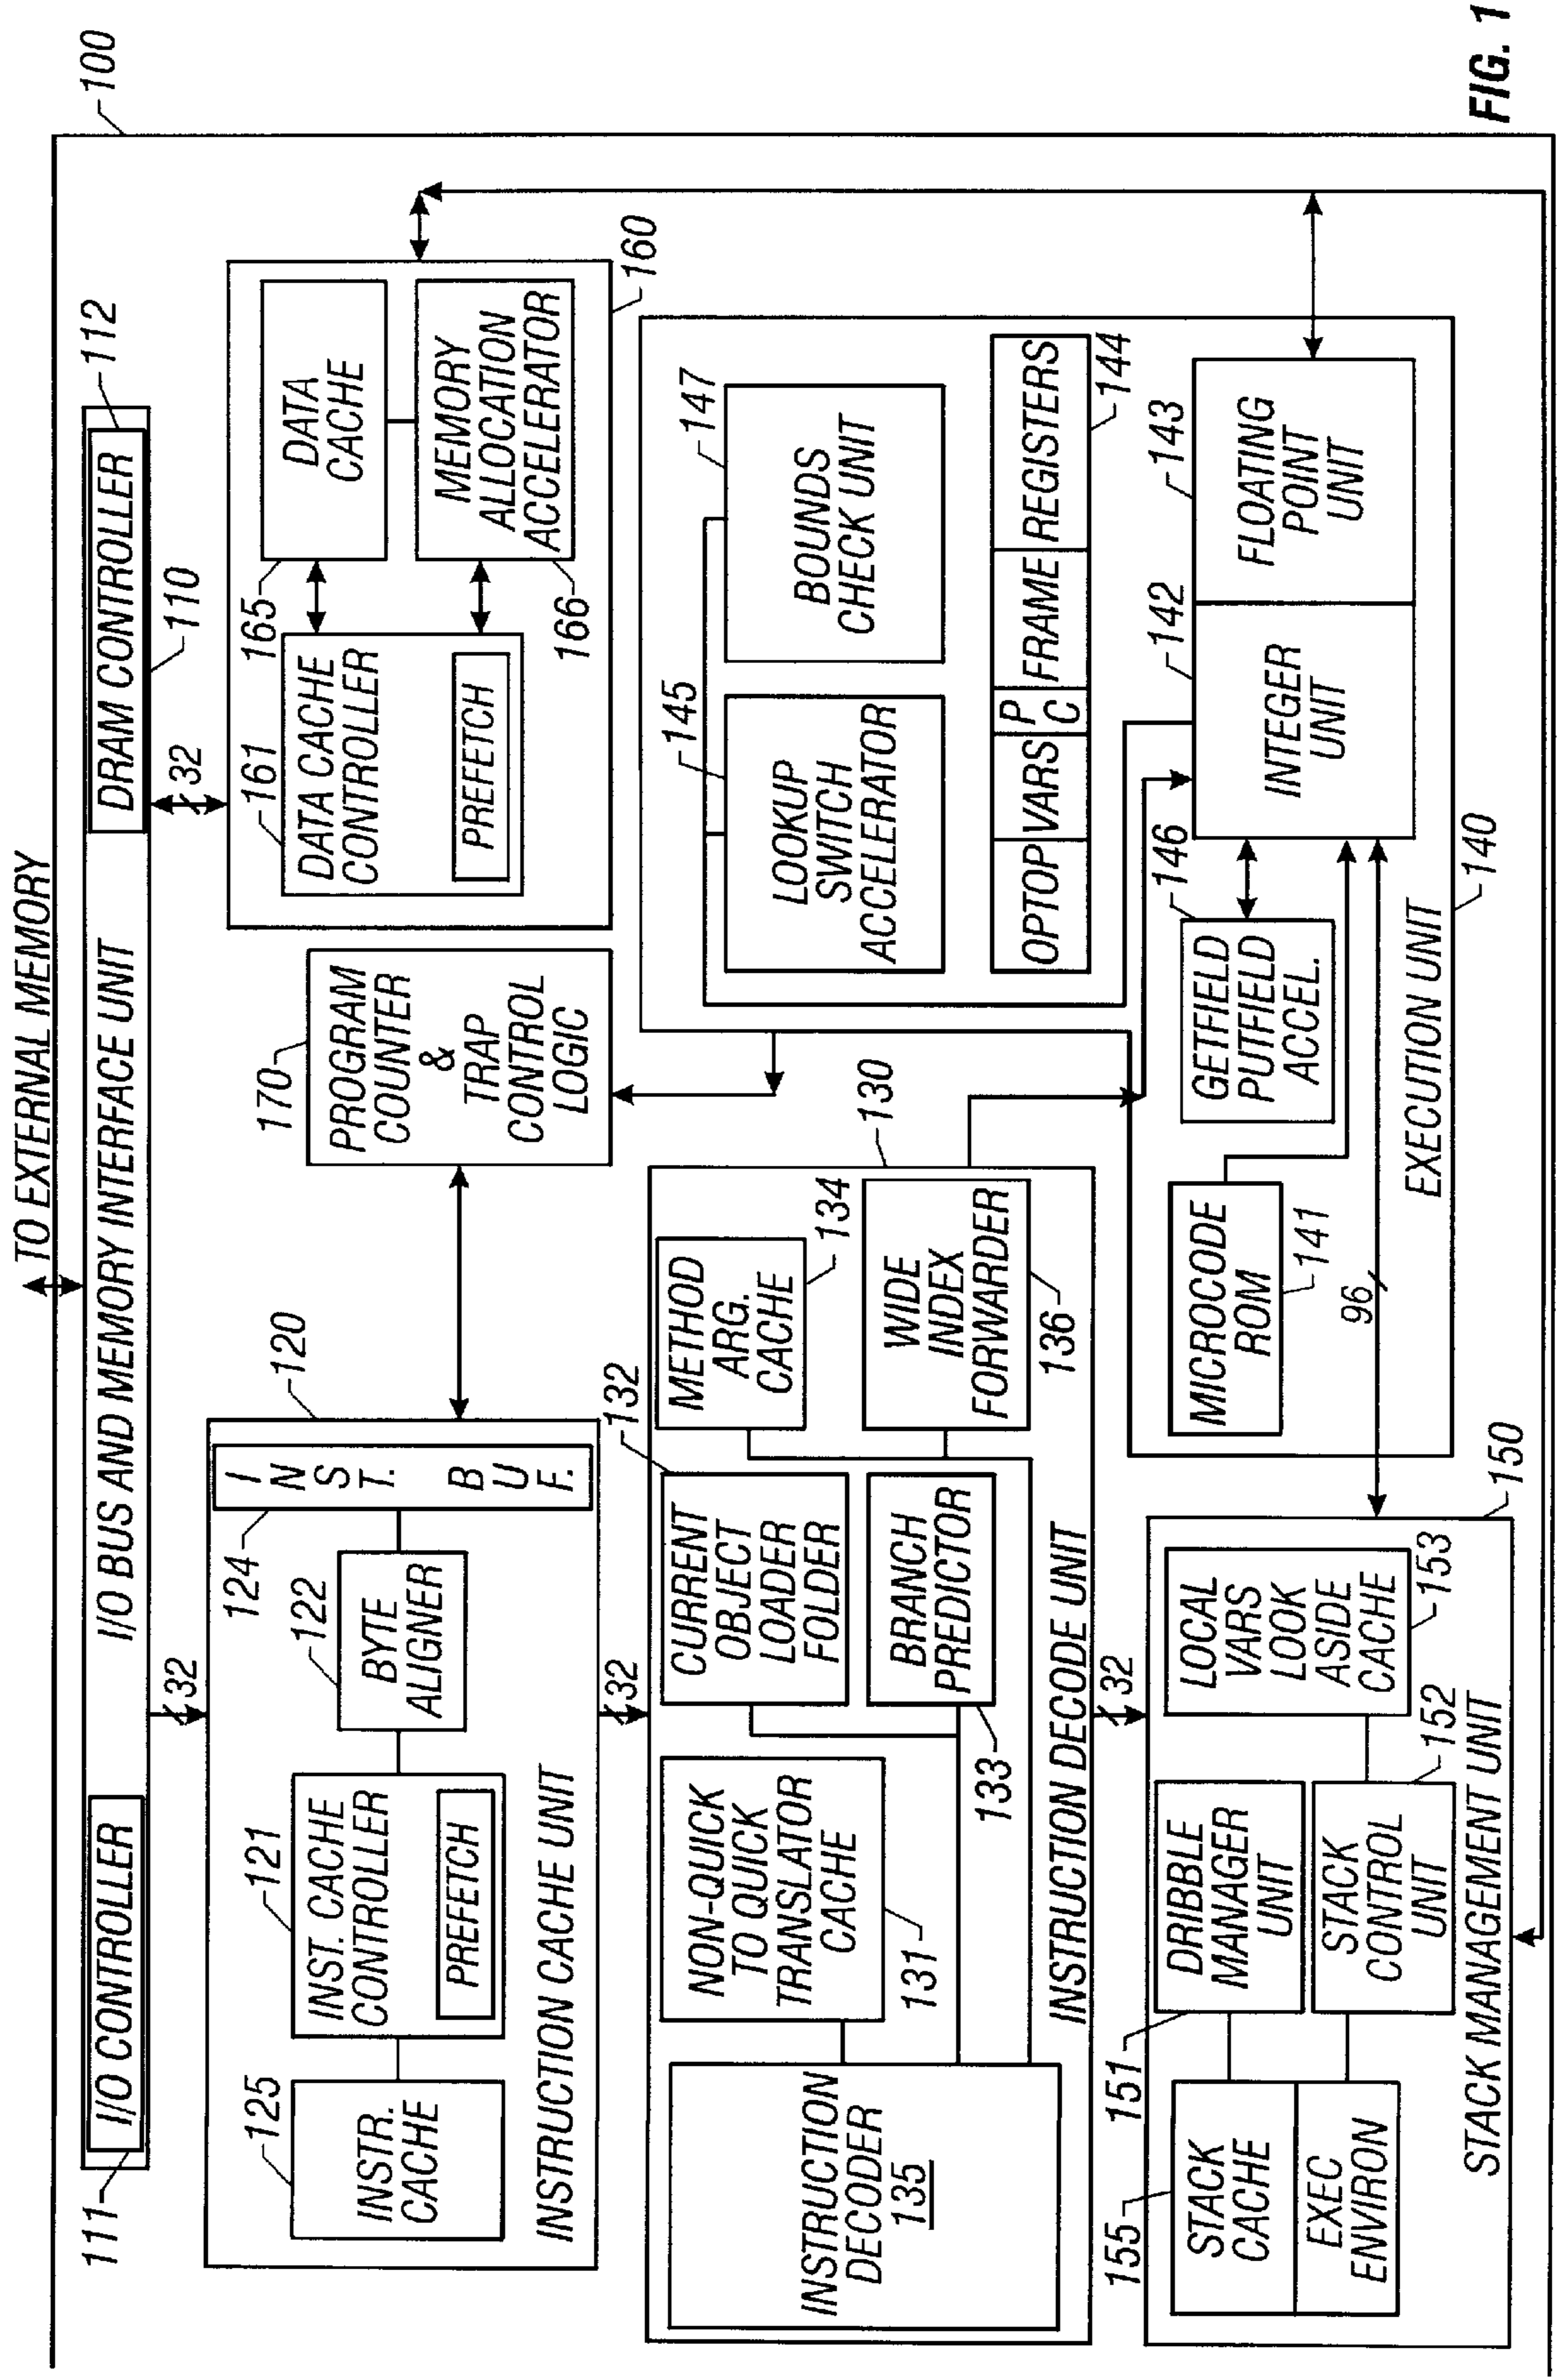 TO EXTERNAL MEMORY
100
I/O CONTROLLER
I/O BUS AND MEMORY INTERFACE UNIT
DRAM CONTROLLER
111
110
112
32
32
120
125
INSTR.
CACHE
121
INST. CACHE
CONTROLLER
PREFETCH
122
BYTE
ALIGNER
124
INST. BUF.
INSTRUCTION CACHE UNIT
170
PROGRAM
COUNTER
&
TRAP
CONTROL
LOGIC
161
DATA CACHE
CONTROLLER
PREFETCH
165
DATA
CACHE
MEMORY
ALLOCATION
ACCELERATOR
166
160
32
INSTRUCTION
DECODER
135
NON-QUICK
TO QUICK
TRANSLATOR
CACHE
131
132
CURRENT
OBJECT
LOADER
FOLDER
BRANCH
PREDICTOR
133
METHOD
ARG.
CACHE
134
WIDE
INDEX
FORWARDER
136
130
INSTRUCTION DECODE UNIT
145
LOOKUP
SWITCH
ACCELERATOR
147
BOUNDS
CHECK UNIT
OPTOP
VARS
PC
FRAME
REGISTERS
144
MICROCODE
ROM
141
146
GETFIELD
PUTFIELD
ACCEL.
142
INTEGER
UNIT
143
FLOATING
POINT
UNIT
EXECUTION UNIT
140
32
96
155
STACK
CACHE
EXEC
ENVIRON
151
DRIBBLE
MANAGER
UNIT
STACK
CONTROL
UNIT
152
LOCAL
VARS
LOOK
ASIDE
CACHE
153
150
STACK MANAGEMENT UNIT
FIG. 1